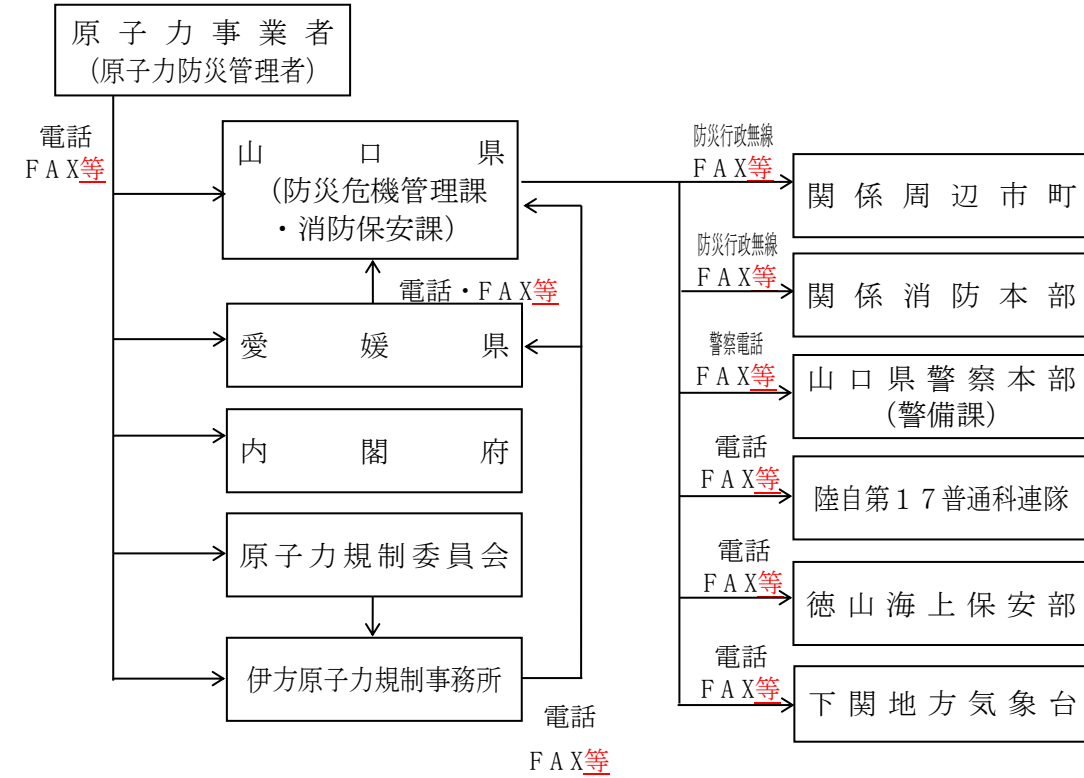 原子力事業者
(原子力防災管理者)
電話
ＦＡＸ等
山口県
(防災危機管理課
・消防保安課)
電話・ＦＡＸ等
愛媛県
内閣府
原子力規制委員会
伊方原子力規制事務所
電話
ＦＡＸ等
防災行政無線
ＦＡＸ等
関係周辺市町
防災行政無線
ＦＡＸ等
関係消防本部
警察電話
ＦＡＸ等
山口県警察本部
(警備課)
電話
ＦＡＸ等
陸自第１７普通科連隊
電話
ＦＡＸ等
徳山海上保安部
電話
ＦＡＸ等
下関地方気象台